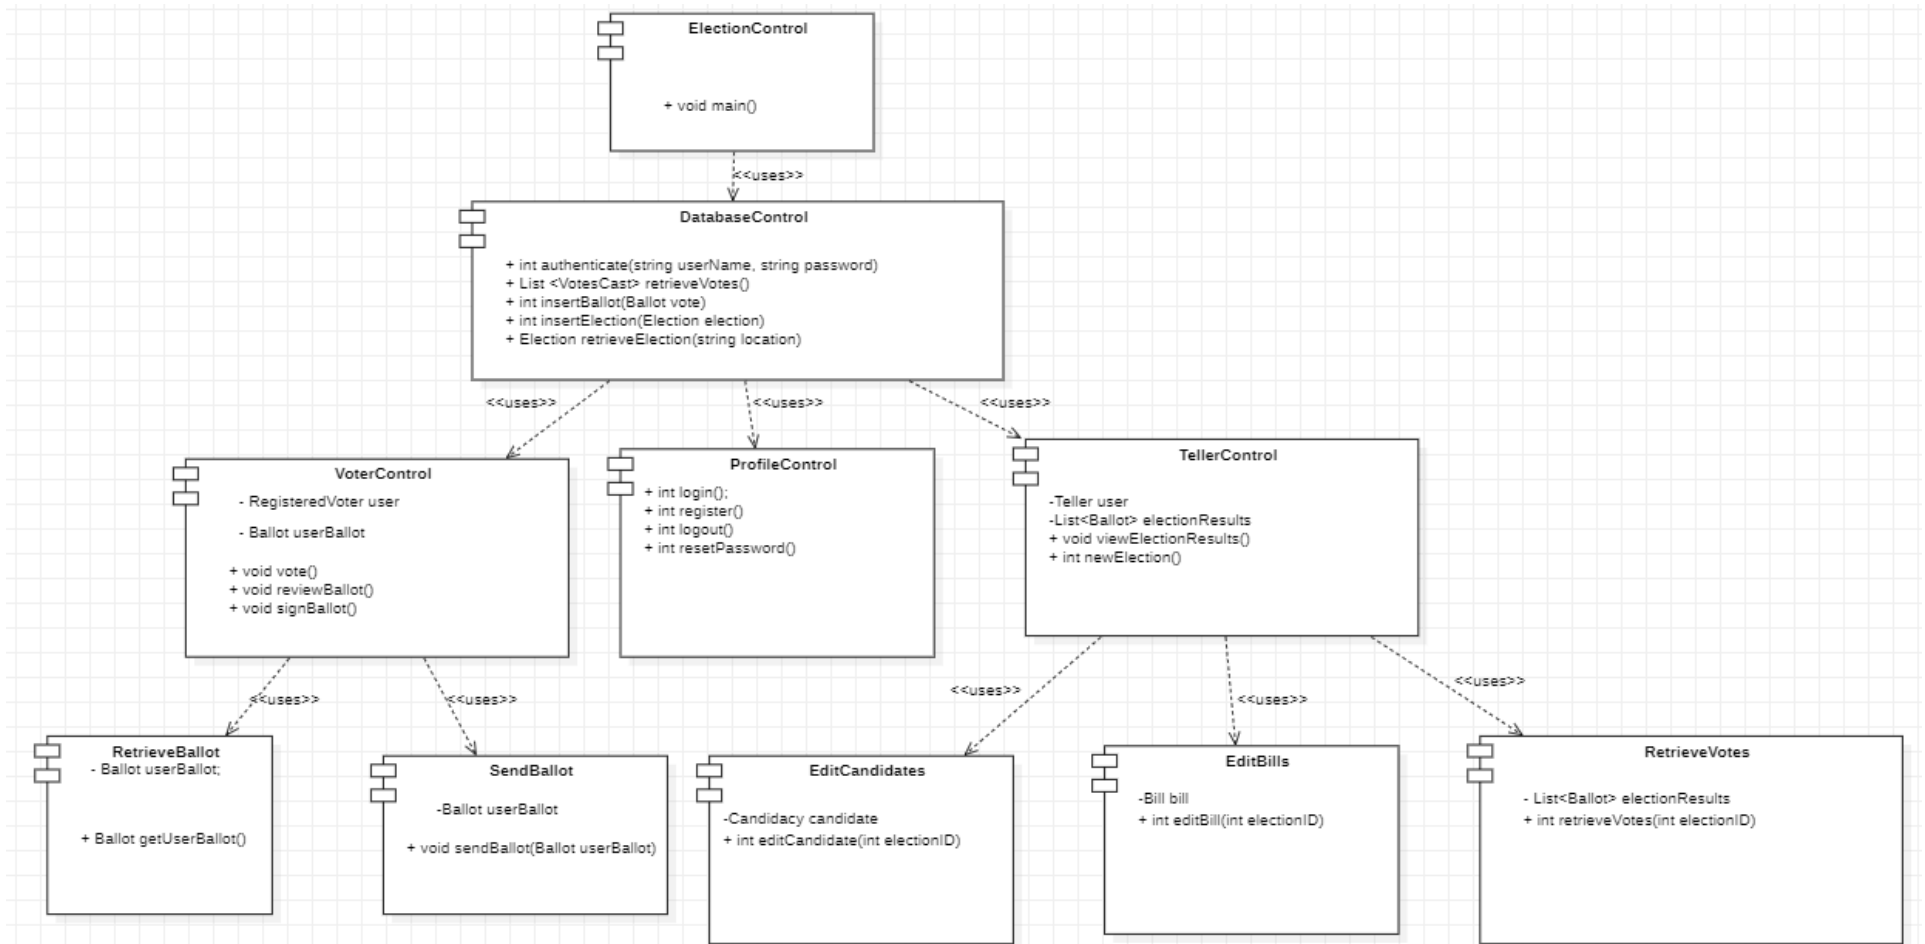 ElectionControl
+ void main()
<<uses>>
DatabaseControl
+ int authenticate(string userName, string password)
+ List <VotesCast> retrieveVotes()
+ int insertBallot(Ballot vote)
+ int insertElection(Election election)
+ Election retrieveElection(string location)
<<uses>>
<<uses>>
<<uses>>
VoterControl
- RegisteredVoter user
- Ballot userBallot
+ void vote()
+ void reviewBallot()
+ void signBallot()
ProfileControl
+ int login();
+ int register()
+ int logout()
+ int resetPassword()
TellerControl
-Teller user
-List<Ballot> electionResults
+ void viewElectionResults()
+ int newElection()
<<uses>>
<<uses>>
<<uses>>
<<uses>>
<<uses>>
RetrieveBallot
- Ballot userBallot;
+ Ballot getUserBallot()
SendBallot
-Ballot userBallot
+ void sendBallot(Ballot userBallot)
EditCandidates
-Candidacy candidate
+ int editCandidate(int electionID)
EditBills
-Bill bill
+ int editBill(int electionID)
RetrieveVotes
- List<Ballot> electionResults
+ int retrieveVotes(int electionID)